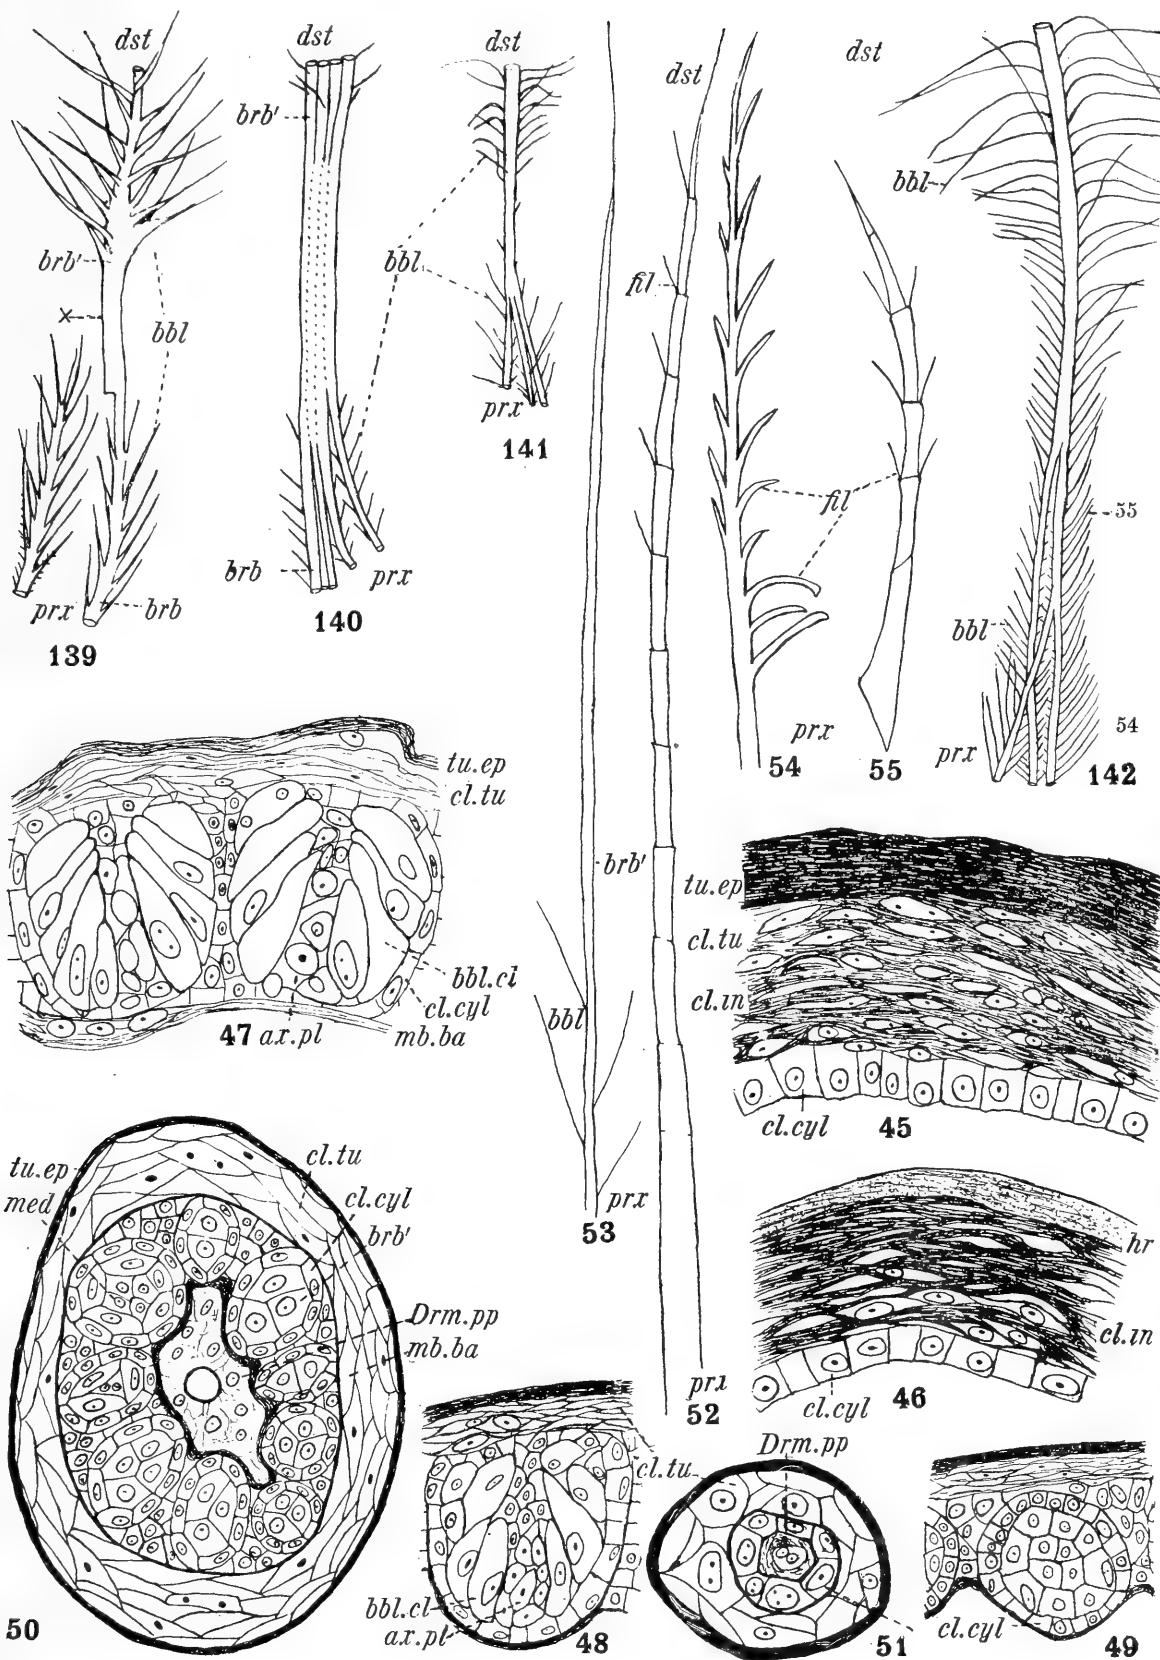 dst
brb'
x
bbl
prx
brb
139
dst
brb'
brb
prx
140
dst
bbl
prx
141
bbl
brb'
prx
53
dst
fil
prx
52
fil
prx
54
55
dst
bbl
55
bbl
54
prx
142
tu.ep
cl.tu
bbl.cl
cl.cyl
mb.ba
47 ax.pl
tu.ep
cl.tu
cl.in
cl.cyl
45
hr
cl.in
cl.cyl
46
tu.ep
med
cl.tu
cl.cyl
brb'
Drm.pp
mb.ba
50
cl.tu
bbl.cl
ax.pl
48
Drm.pp
51
cl.cyl
49